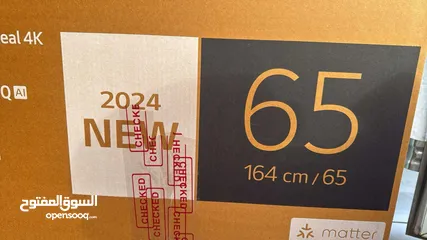 eal 4K
Q AI
2024
NEW
65
164 cm / 65
CHECKED
CHECKED
CHECKED
CHECKED
matter
السوق المفتوح
opensooq.com